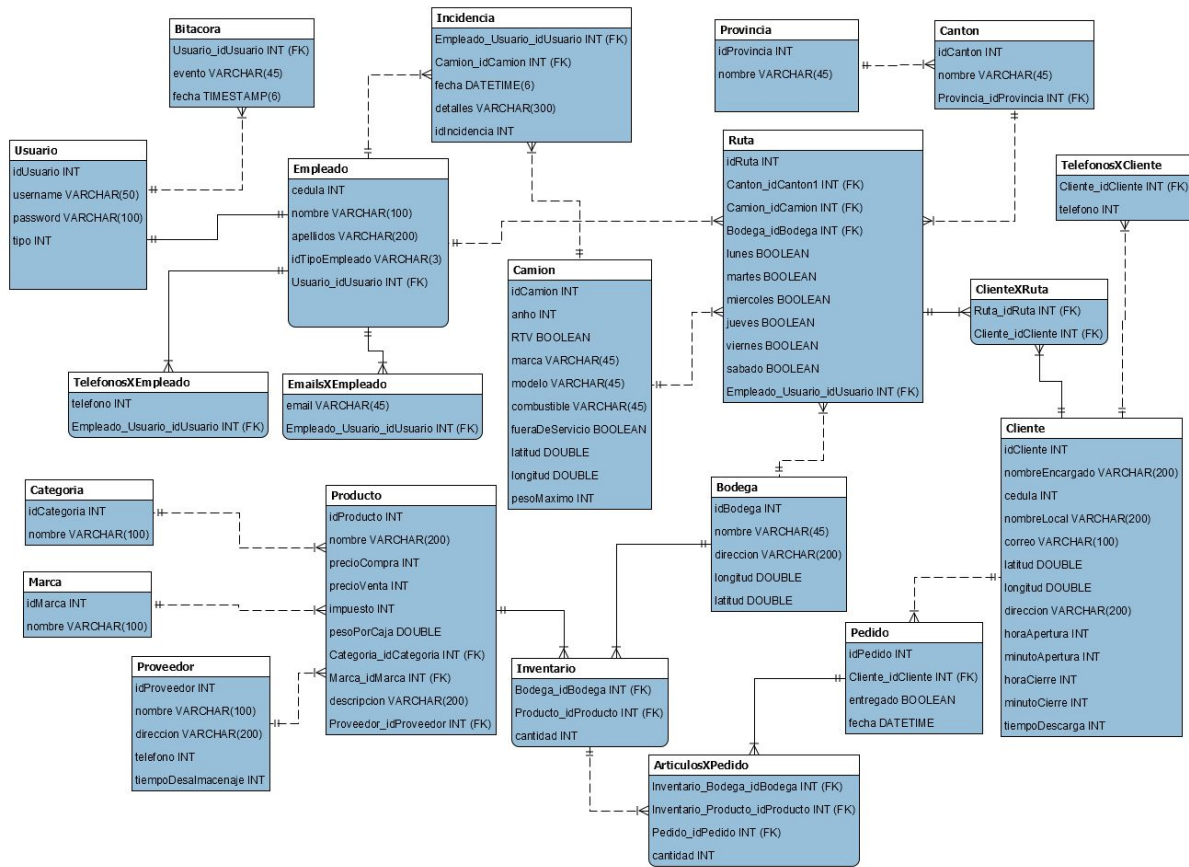 Bitacora
Usuario_idUsuario INT (FK)
evento VARCHAR(45)
fecha TIMESTAMP(6)
Incidencia
Empleado_Usuario_idUsuario INT (FK)
Camion_idCamion INT (FK)
fecha DATETIME(6)
detalles VARCHAR(300)
idIncidencia INT
Provincia
idProvincia INT
nombre VARCHAR(45)
Canton
idCanton INT
nombre VARCHAR(45)
Provincia_idProvincia INT (FK)
Usuario
idUsuario INT
username VARCHAR(50)
password VARCHAR(100)
tipo INT
Empleado
cedula INT
nombre VARCHAR(100)
apellidos VARCHAR(200)
idTipoEmpleado VARCHAR(3)
Usuario_idUsuario INT (FK)
Ruta
idRuta INT
Canton_idCanton1 INT (FK)
Camion_idCamion INT (FK)
Bodega_idBodega INT (FK)
lunes BOOLEAN
martes BOOLEAN
miercoles BOOLEAN
jueves BOOLEAN
viernes BOOLEAN
sabado BOOLEAN
Empleado_Usuario_idUsuario INT (FK)
TelefonosXCliente
Cliente_idCliente INT (FK)
telefono INT
Camion
idCamion INT
anho INT
RTV BOOLEAN
marca VARCHAR(45)
modelo VARCHAR(45)
combustible VARCHAR(45)
fueraDeServicio BOOLEAN
latitud DOUBLE
longitud DOUBLE
pesoMaximo INT
ClienteXRuta
Ruta_idRuta INT (FK)
Cliente_idCliente INT (FK)
TelefonosXEmpleado
telefono INT
Empleado_Usuario_idUsuario INT (FK)
EmailsXEmpleado
email VARCHAR(45)
Empleado_Usuario_idUsuario INT (FK)
Cliente
idCliente INT
nombreEncargado VARCHAR(200)
cedula INT
nombreLocal VARCHAR(200)
correo VARCHAR(100)
latitud DOUBLE
longitud DOUBLE
direccion VARCHAR(200)
horaApertura INT
minutoApertura INT
horaCierre INT
minutoCierre INT
tiempoDescarga INT
Categoria
idCategoria INT
nombre VARCHAR(100)
Producto
idProducto INT
nombre VARCHAR(200)
precioCompra INT
precioVenta INT
impuesto INT
pesoPorCaja DOUBLE
Categoria_idCategoria INT (FK)
Marca_idMarca INT (FK)
descripcion VARCHAR(200)
Proveedor_idProveedor INT (FK)
Bodega
idBodega INT
nombre VARCHAR(45)
direccion VARCHAR(200)
longitud DOUBLE
latitud DOUBLE
Marca
idMarca INT
nombre VARCHAR(100)
Proveedor
idProveedor INT
nombre VARCHAR(100)
direccion VARCHAR(200)
telefono INT
tiempoDesalmacenaje INT
Inventario
Bodega_idBodega INT (FK)
Producto_idProducto INT (FK)
cantidad INT
Pedido
idPedido INT
Cliente_idCliente INT (FK)
entregado BOOLEAN
fecha DATETIME
ArticulosXPedido
Inventario_Bodega_idBodega INT (FK)
Inventario_Producto_idProducto INT (FK)
Pedido_idPedido INT (FK)
cantidad INT